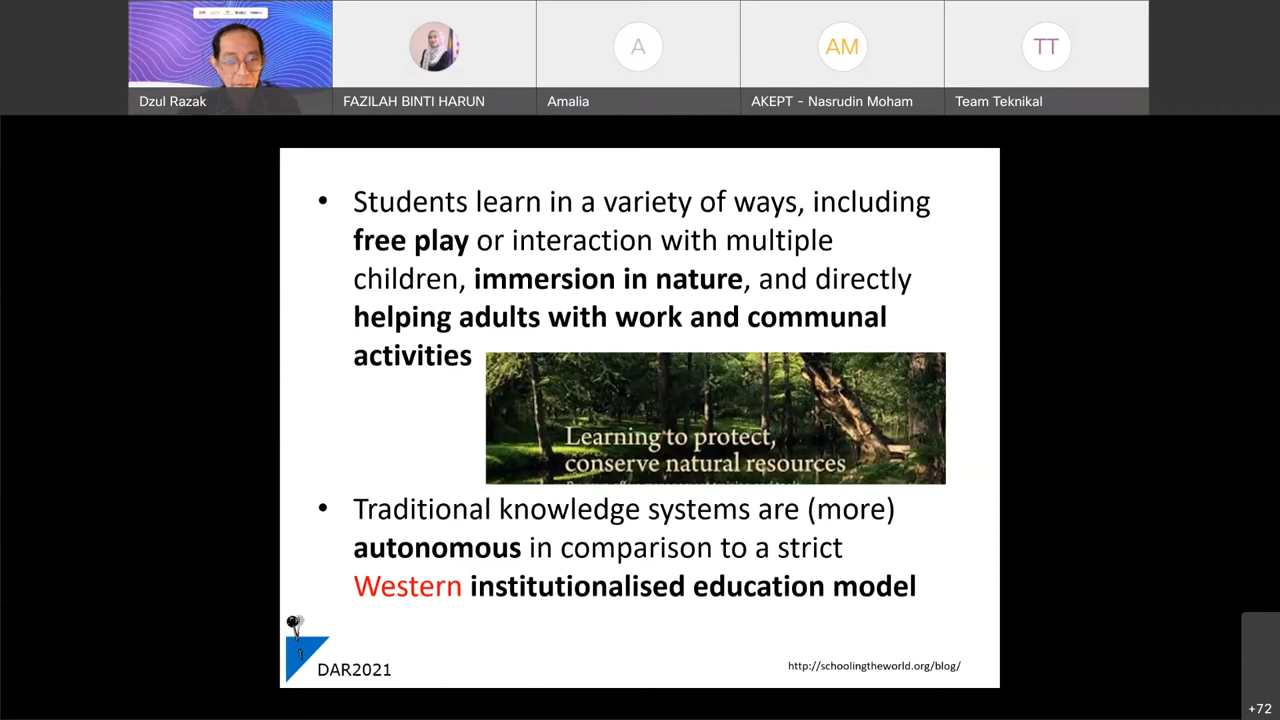 A
AM
TT
Dzul Razak
FAZILAH BINTI HARUN
Amalia
AKEPT - Nasrudin Moham
Team Teknikal
• Students learn in a variety of ways, including
free play or interaction with multiple
children, immersion in nature, and directly
helping adults with work and communal
activities
Learning to protect,
conserve natural resources
• Traditional knowledge systems are (more)
autonomous in comparison to a strict
Western institutionalised education model
DAR2021
http://schoolingtheworld.org/blog/
+72